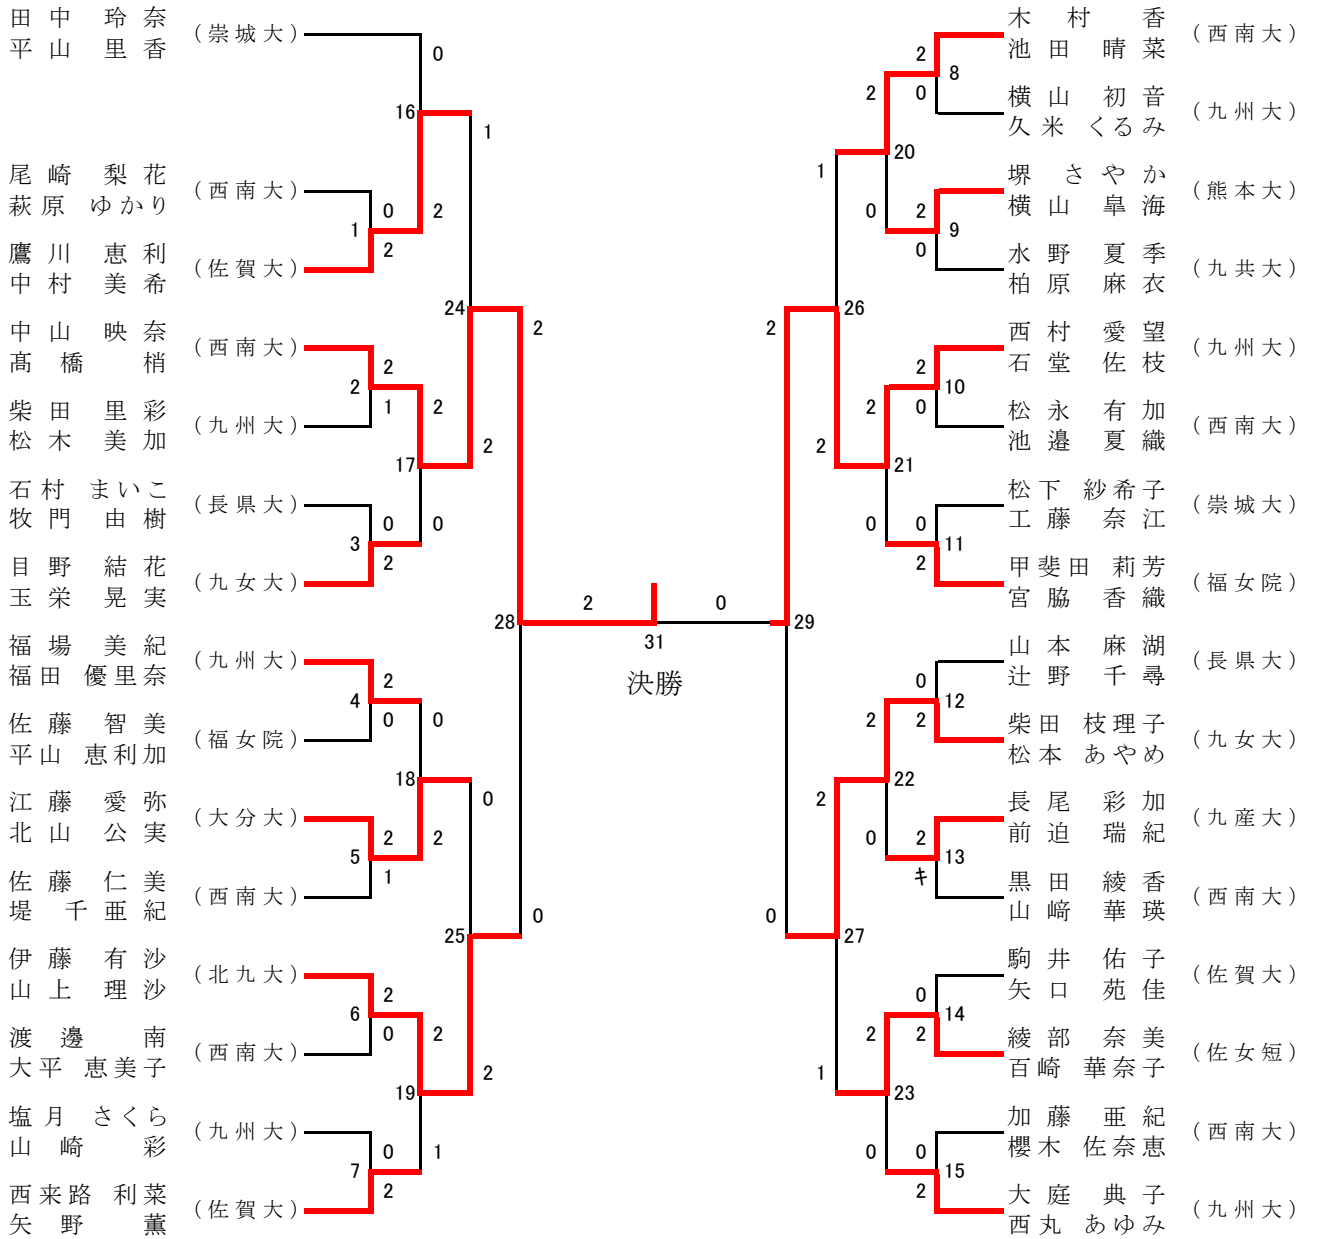 田中 玲奈
平山 里香
(崇城大)
尾崎 梨花
萩原 ゆかり
(西南大)
鷹川 恵利
中村 美希
(佐賀大)
中山 映奈
髙橋 梢
(西南大)
柴田 里彩
松木 美加
(九州大)
石村 まいこ
牧門 由樹
(長県大)
目野 結花
玉栄 晃実
(九女大)
福場 美紀
福田 優里奈
(九州大)
佐藤 智美
平山 恵利加
(福女院)
江藤 愛弥
北山 公実
(大分大)
佐藤 仁美
堤 千亜紀
(西南大)
伊藤 有沙
山上 理沙
(北九大)
渡邊 南
大平 恵美子
(西南大)
塩月 さくら
山崎 彩
(九州大)
西来路 利菜
矢野 薫
(佐賀大)
0
16
1
0
2
1
2
24
2
2
2
1
2
17
2
0
0
3
2
28
2
4
0
0
18
0
2
2
5
1
25
0
2
6
0
2
19
2
0
1
7
2
2
0
31
決勝
2
8
2
0
20
1
0
2
9
0
2
26
2
10
2
0
2
21
0
0
11
2
29
0
12
2
2
22
2
0
2
13
キ
0
27
0
14
2
2
1
23
0
0
15
2
木村 香
池田 晴菜
(西南大)
横山 初音
久米 くるみ
(九州大)
堺 さやか
横山 皐海
(熊本大)
水野 夏季
柏原 麻衣
(九共大)
西村 愛望
石堂 佐枝
(九州大)
松永 有加
池邉 夏織
(西南大)
松下 紗希子
工藤 奈江
(崇城大)
甲斐田 莉芳
宮脇 香織
(福女院)
山本 麻湖
辻野 千尋
(長県大)
柴田 枝理子
松本 あやめ
(九女大)
長尾 彩加
前迫 瑞紀
(九産大)
黒田 綾香
山﨑 華瑛
(西南大)
駒井 佑子
矢口 苑佳
(佐賀大)
綾部 奈美
百崎 華奈子
(佐女短)
加藤 亜紀
櫻木 佐奈恵
(西南大)
大庭 典子
西丸 あゆみ
(九州大)